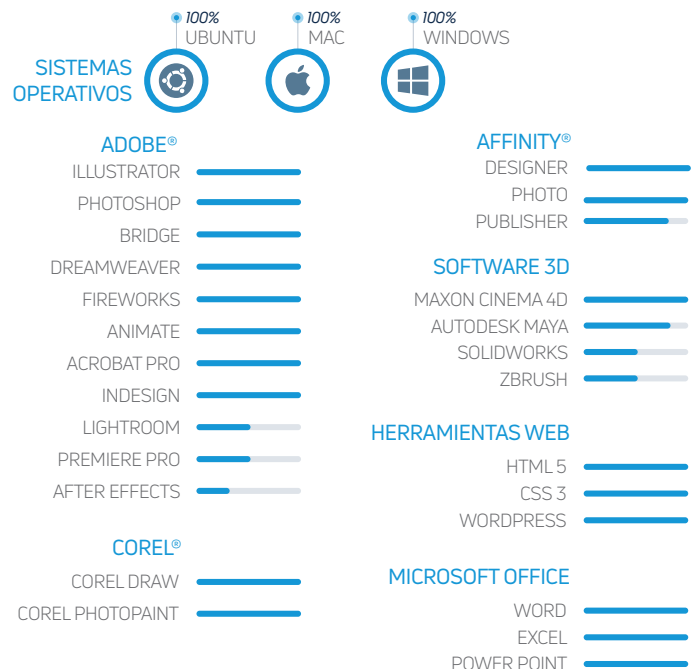 100% 100% 100%
UBUNTU MAC WINDOWS
SISTEMAS
OPERATIVOS
ADOBE®
ILLUSTRATOR
PHOTOSHOP
BRIDGE
DREAMWEAVER
FIREWORKS
ANIMATE
ACROBAT PRO
INDESIGN
LIGHTROOM
PREMIERE PRO
AFTER EFFECTS
COREL®
COREL DRAW
COREL PHOTOPAINT
AFFINITY®
DESIGNER
PHOTO
PUBLISHER
SOFTWARE 3D
MAXON CINEMA 4D
AUTODESK MAYA
SOLIDWORKS
ZBRUSH
HERRAMIENTAS WEB
HTML 5
CSS 3
WORDPRESS
MICROSOFT OFFICE
WORD
EXCEL
POWER POINT